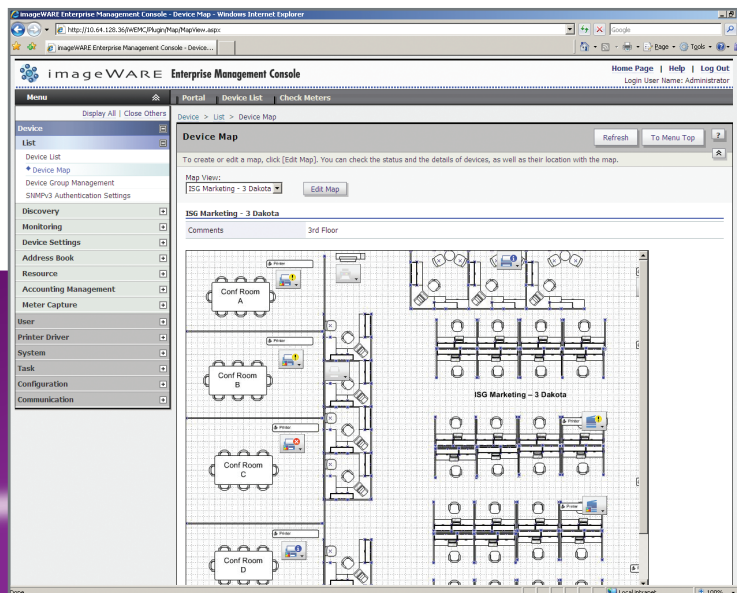 imageWARE Enterprise Management Console - Device Map - Windows Internet Explorer
http://10.64.128.36/iWEMC/Plugin/Map/MapView.aspx
Google
imageWARE Enterprise Management Console - Device...
Page
Tools
imageWARE Enterprise Management Console
Home Page | Help | Log Out
Login User Name: Administrator
Menu
Portal
Device List
Check Meters
Display All | Close Others
Device > List > Device Map
Device
List
Device List
Device Map
Device Group Management
SNMPv3 Authentication Settings
Discovery
Monitoring
Device Settings
Address Book
Resource
Accounting Management
Meter Capture
User
Printer Driver
System
Task
Configuration
Communication
Device Map
Refresh
To Menu Top
?
To create or edit a map, click [Edit Map]. You can check the status and the details of devices, as well as their location with the map.
Map View:
ISG Marketing - 3 Dakota
Edit Map
ISG Marketing - 3 Dakota
Comments
3rd Floor
Printer
Conf Room
A
Printer
Conf Room
B
ISG Marketing – 3 Dakota
Printer
Printer
Conf Room
C
Printer
Printer
Conf Room
D
Done
Local intranet
100%